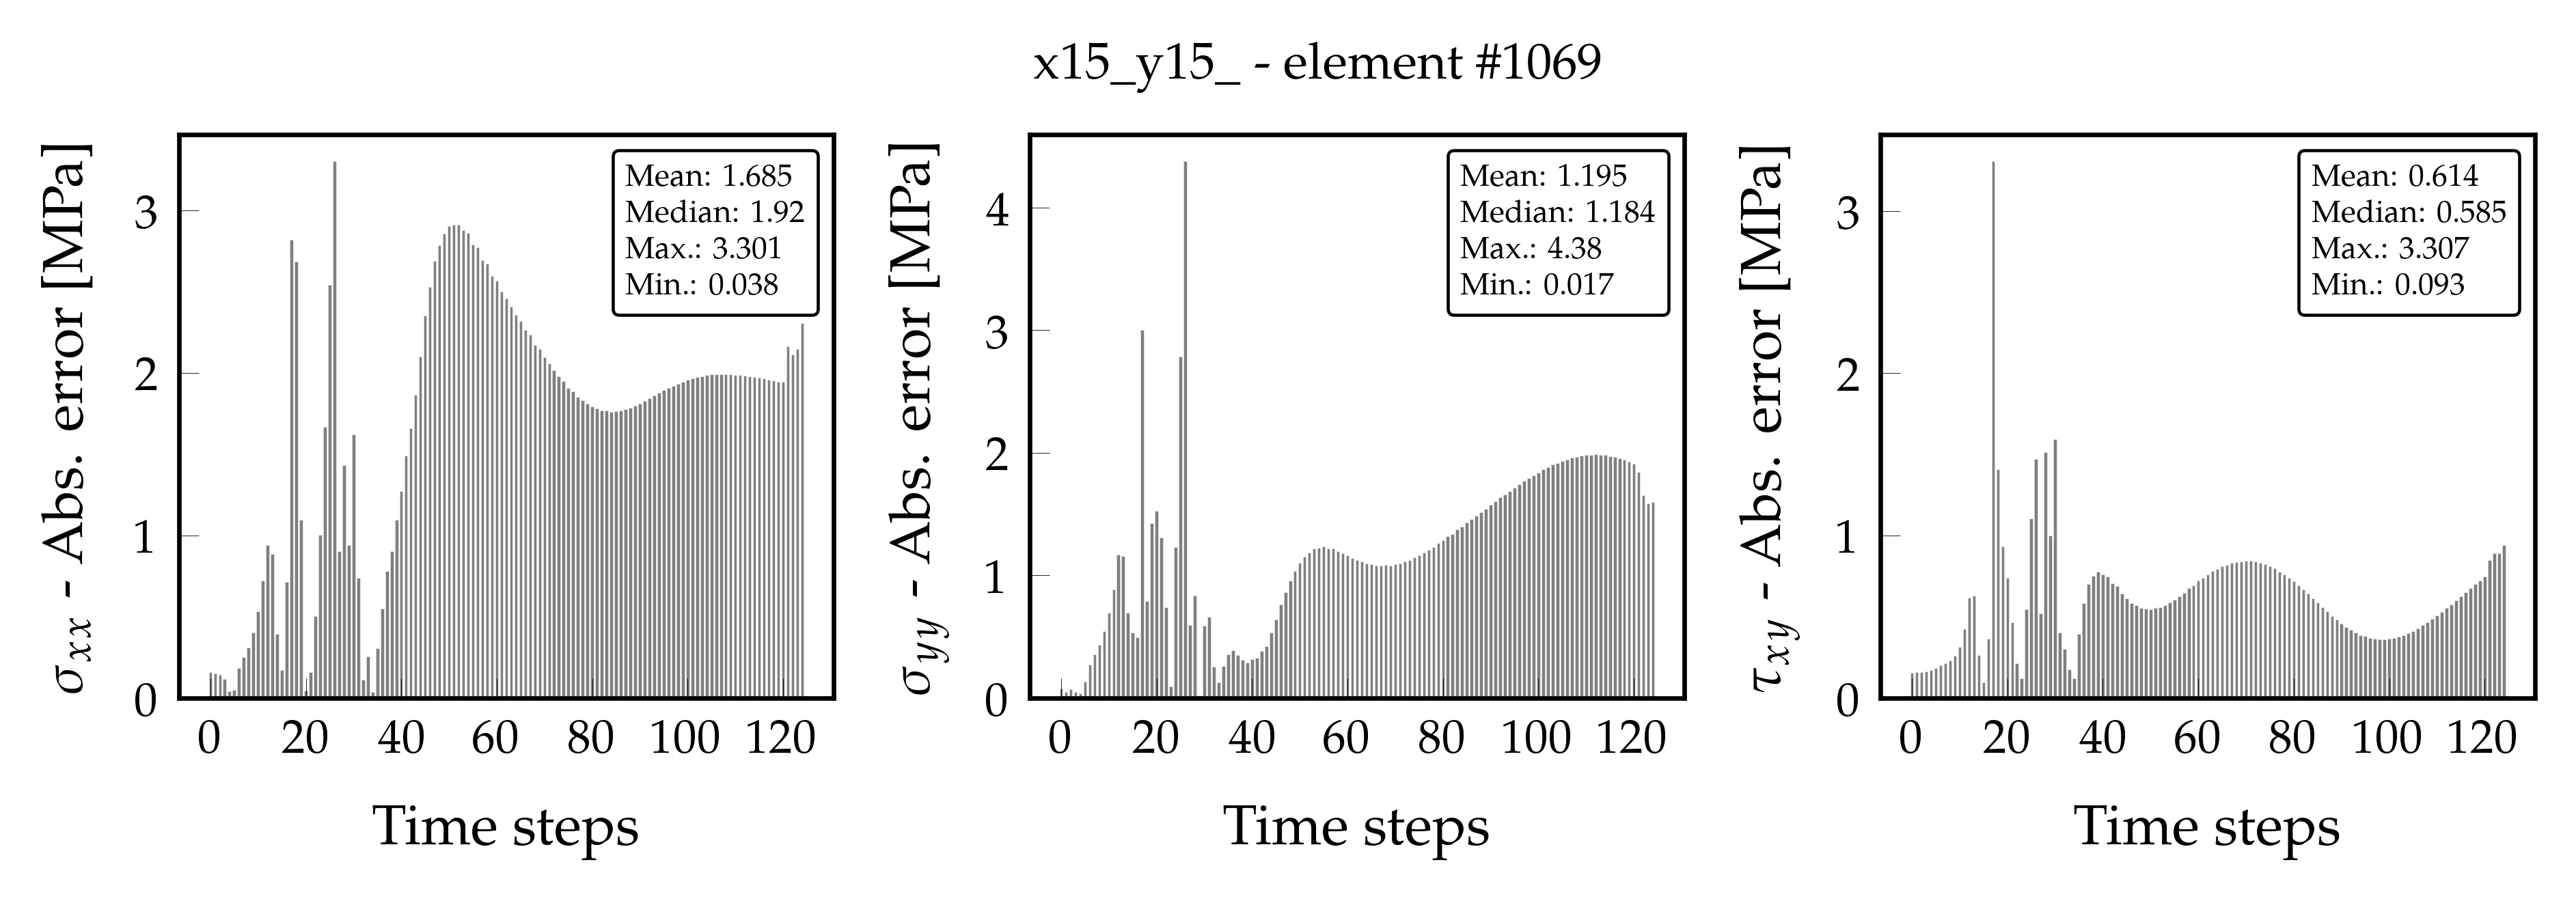 x15_y15_ - element #1069
σxx - Abs. error [MPa]
3
2
1
0
0 20 40 60 80 100 120
Time steps
Mean: 1.685
Median: 1.92
Max.: 3.301
Min.: 0.038
σyy - Abs. error [MPa]
4
3
2
1
0
0 20 40 60 80 100 120
Time steps
Mean: 1.195
Median: 1.184
Max.: 4.38
Min.: 0.017
τxy - Abs. error [MPa]
3
2
1
0
0 20 40 60 80 100 120
Time steps
Mean: 0.614
Median: 0.585
Max.: 3.307
Min.: 0.093